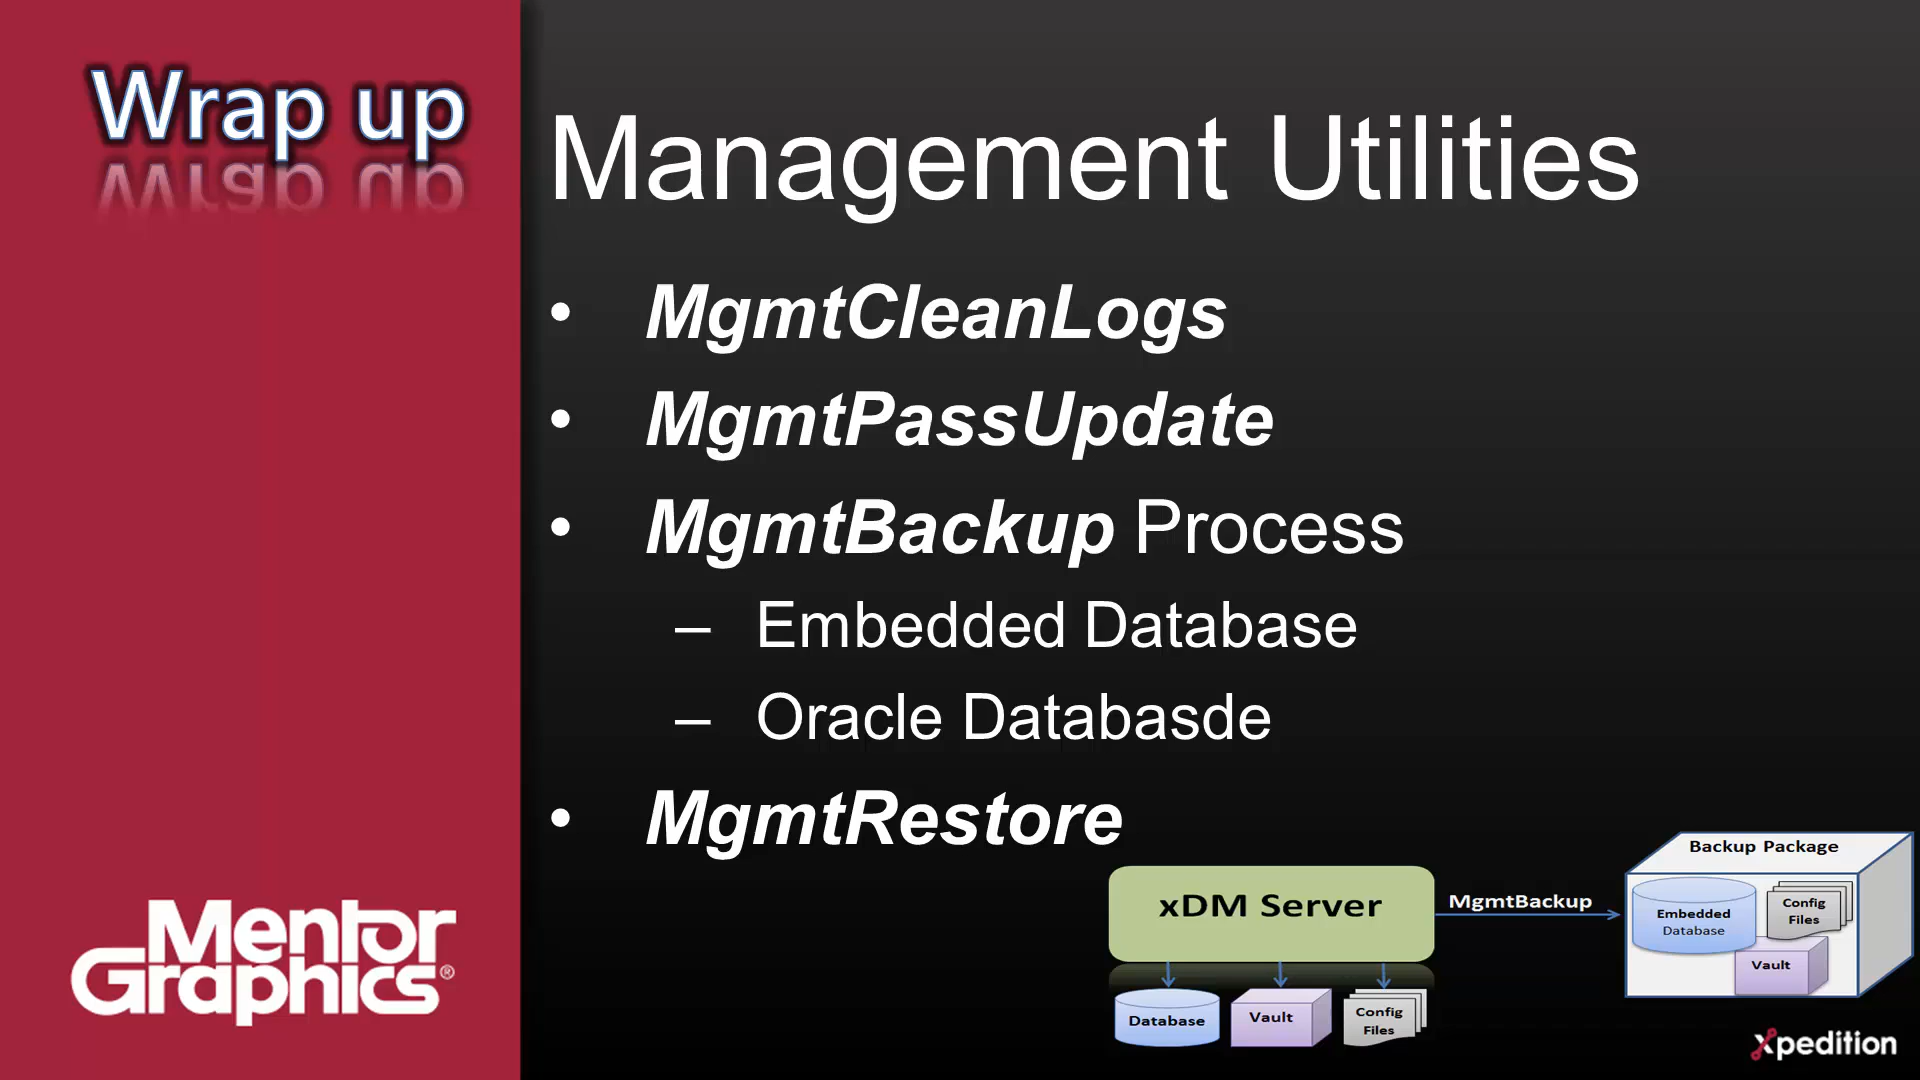 Wrap up
Management Utilities
• MgmtCleanLogs
• MgmtPassUpdate
• MgmtBackup Process
– Embedded Database
– Oracle Databasde
• MgmtRestore
Backup Package
xDM Server
MgmtBackup
Embedded
Database
Config
Files
Vault
Database
Vault
Config
Files
Mentor
Graphics®
Xpedition